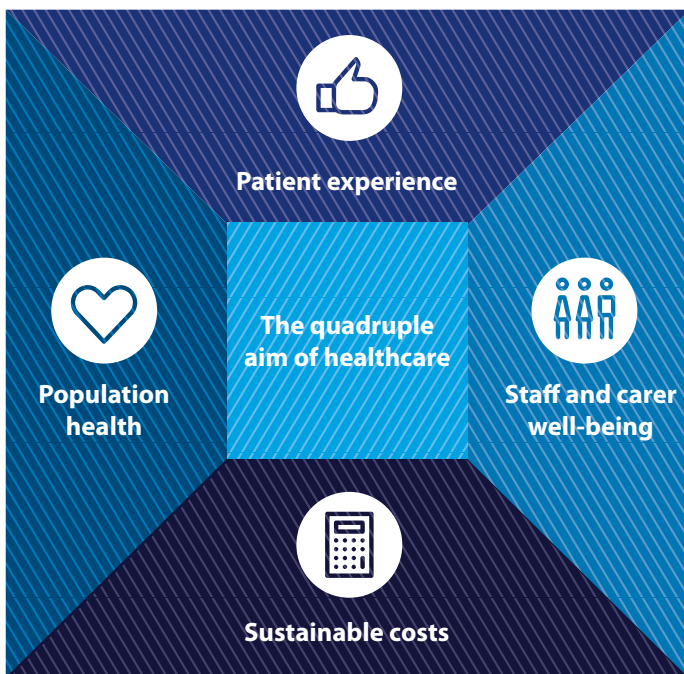 Patient experience
The quadruple
aim of healthcare
Population
health
Staff and carer
well-being
Sustainable costs